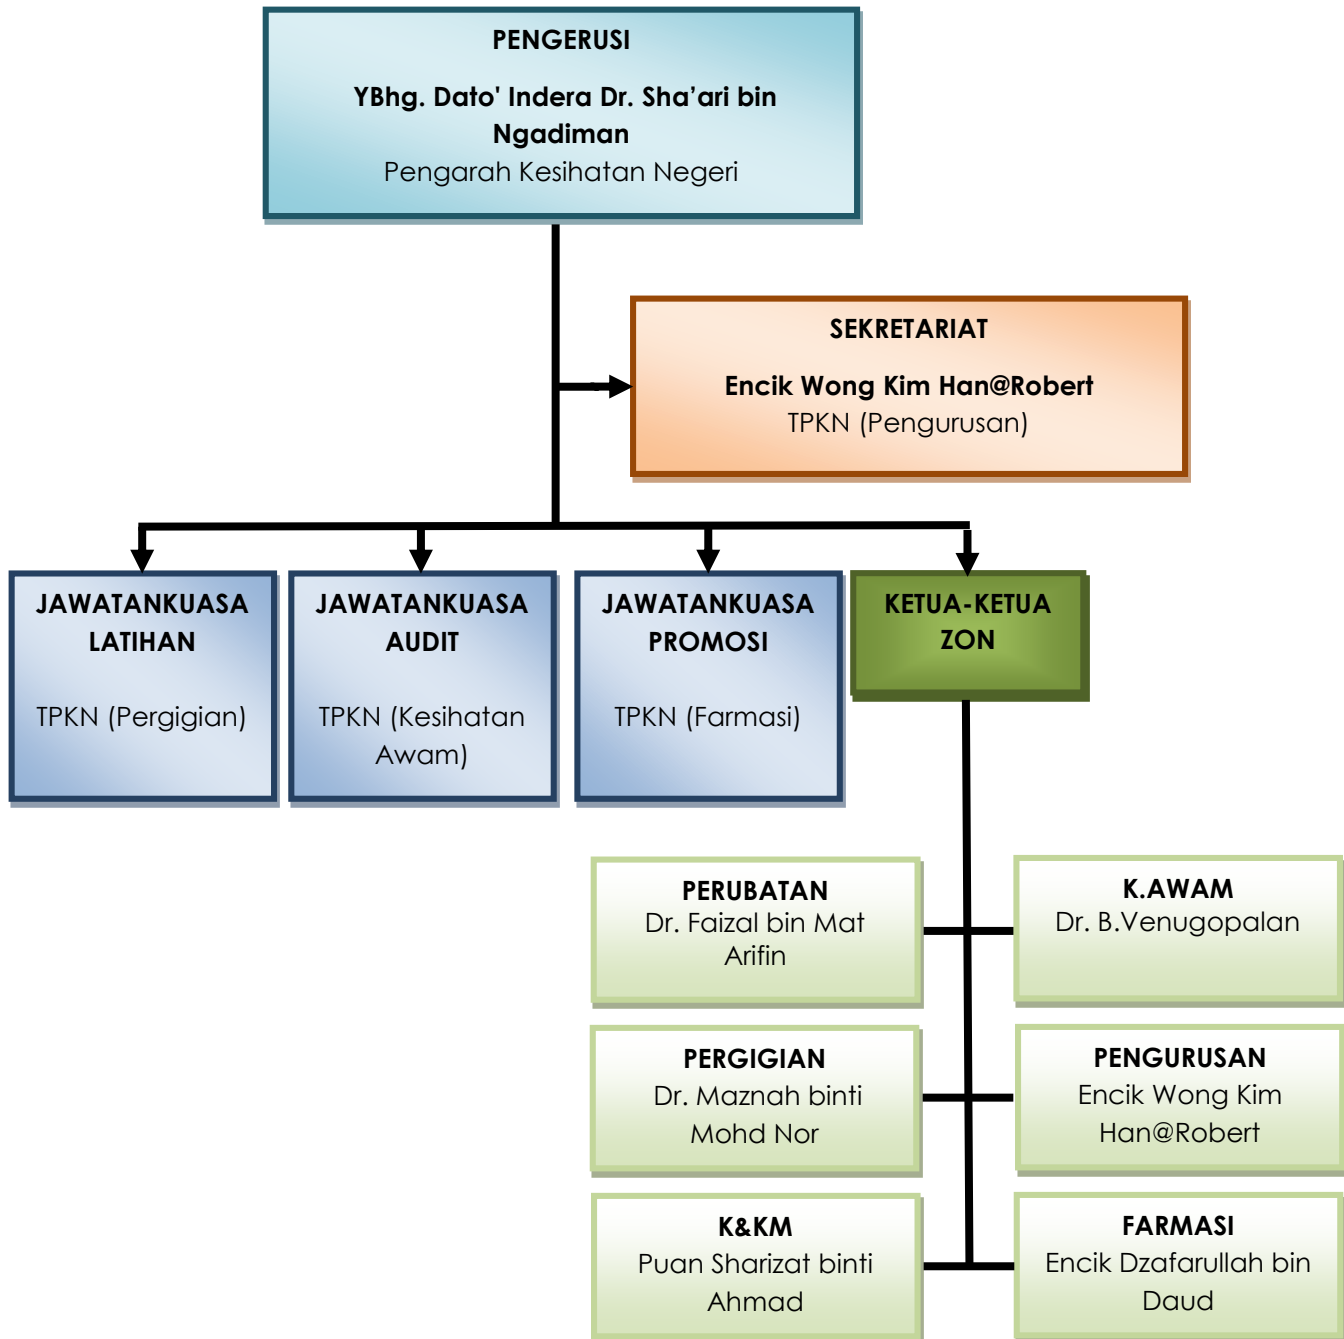 PENGERUSI
YBhg. Dato' Indera Dr. Sha’ari bin
Ngadiman
Pengarah Kesihatan Negeri
SEKRETARIAT
Encik Wong Kim Han@Robert
TPKN (Pengurusan)
JAWATANKUASA
LATIHAN
TPKN (Pergigian)
JAWATANKUASA
AUDIT
TPKN (Kesihatan
Awam)
JAWATANKUASA
PROMOSI
TPKN (Farmasi)
KETUA-KETUA
ZON
PERUBATAN
Dr. Faizal bin Mat
Arifin
K.AWAM
Dr. B.Venugopalan
PERGIGIAN
Dr. Maznah binti
Mohd Nor
PENGURUSAN
Encik Wong Kim
Han@Robert
K&KM
Puan Sharizat binti
Ahmad
FARMASI
Encik Dzafarullah bin
Daud